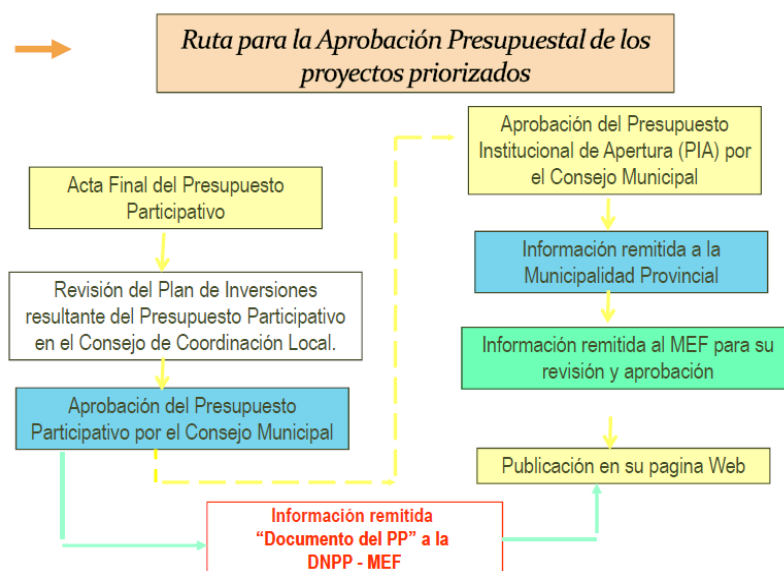 Ruta para la Aprobación Presupuestal de los
proyectos priorizados
Acta Final del Presupuesto
Participativo
Revisión del Plan de Inversiones
resultante del Presupuesto Participativo
en el Consejo de Coordinación Local.
Aprobación del Presupuesto
Participativo por el Consejo Municipal
Información remitida
“Documento del PP” a la
DNPP - MEF
Aprobación del Presupuesto
Institucional de Apertura (PIA) por
el Consejo Municipal
Información remitida a la
Municipalidad Provincial
Información remitida al MEF para su
revisión y aprobación
Publicación en su pagina Web